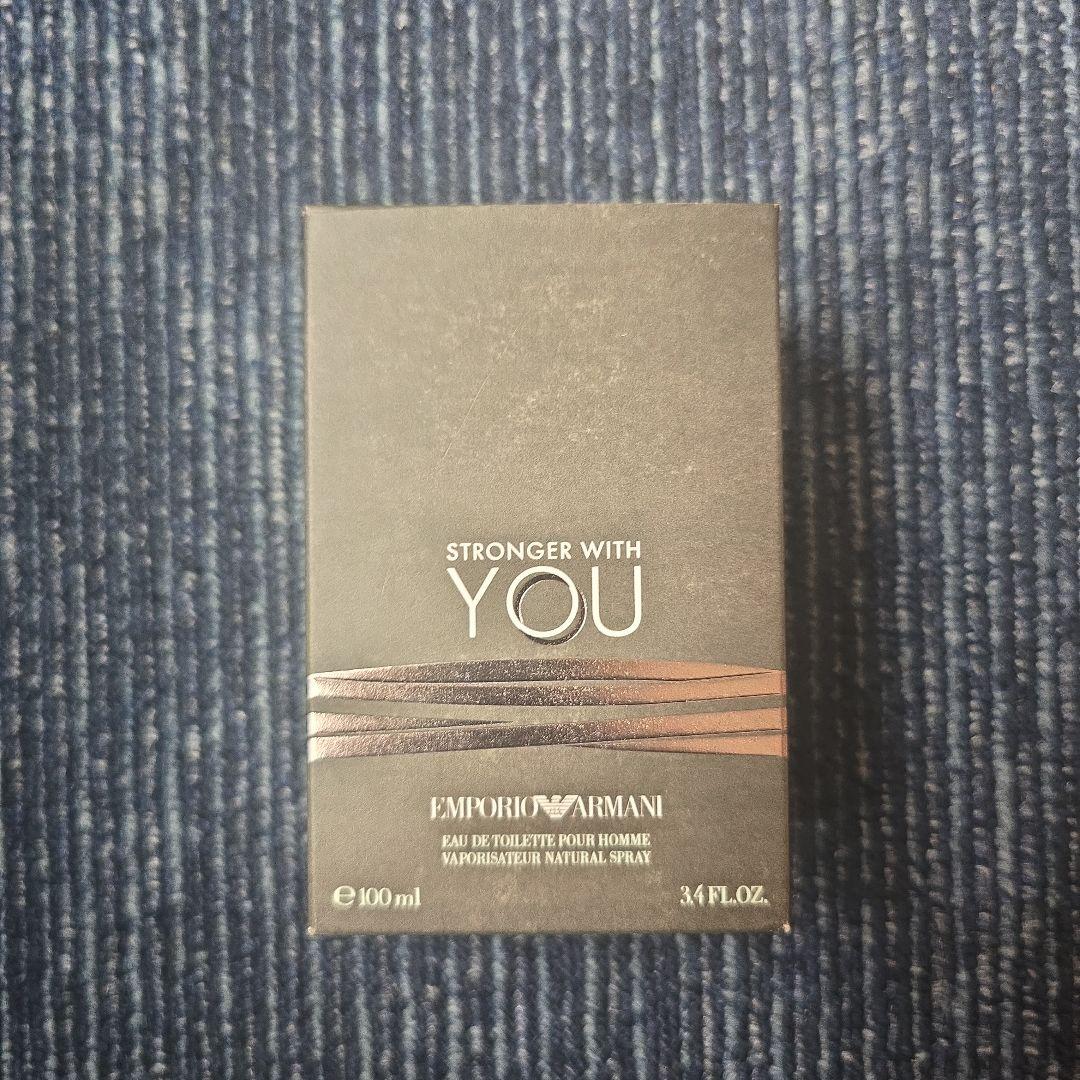 STRONGER WITH
YOU
EMPORIO ARMANI
EAU DE TOILETTE POUR HOMME
VAPORISATEUR NATURAL SPRAY
℮ 100 ml 3.4 FL.OZ.